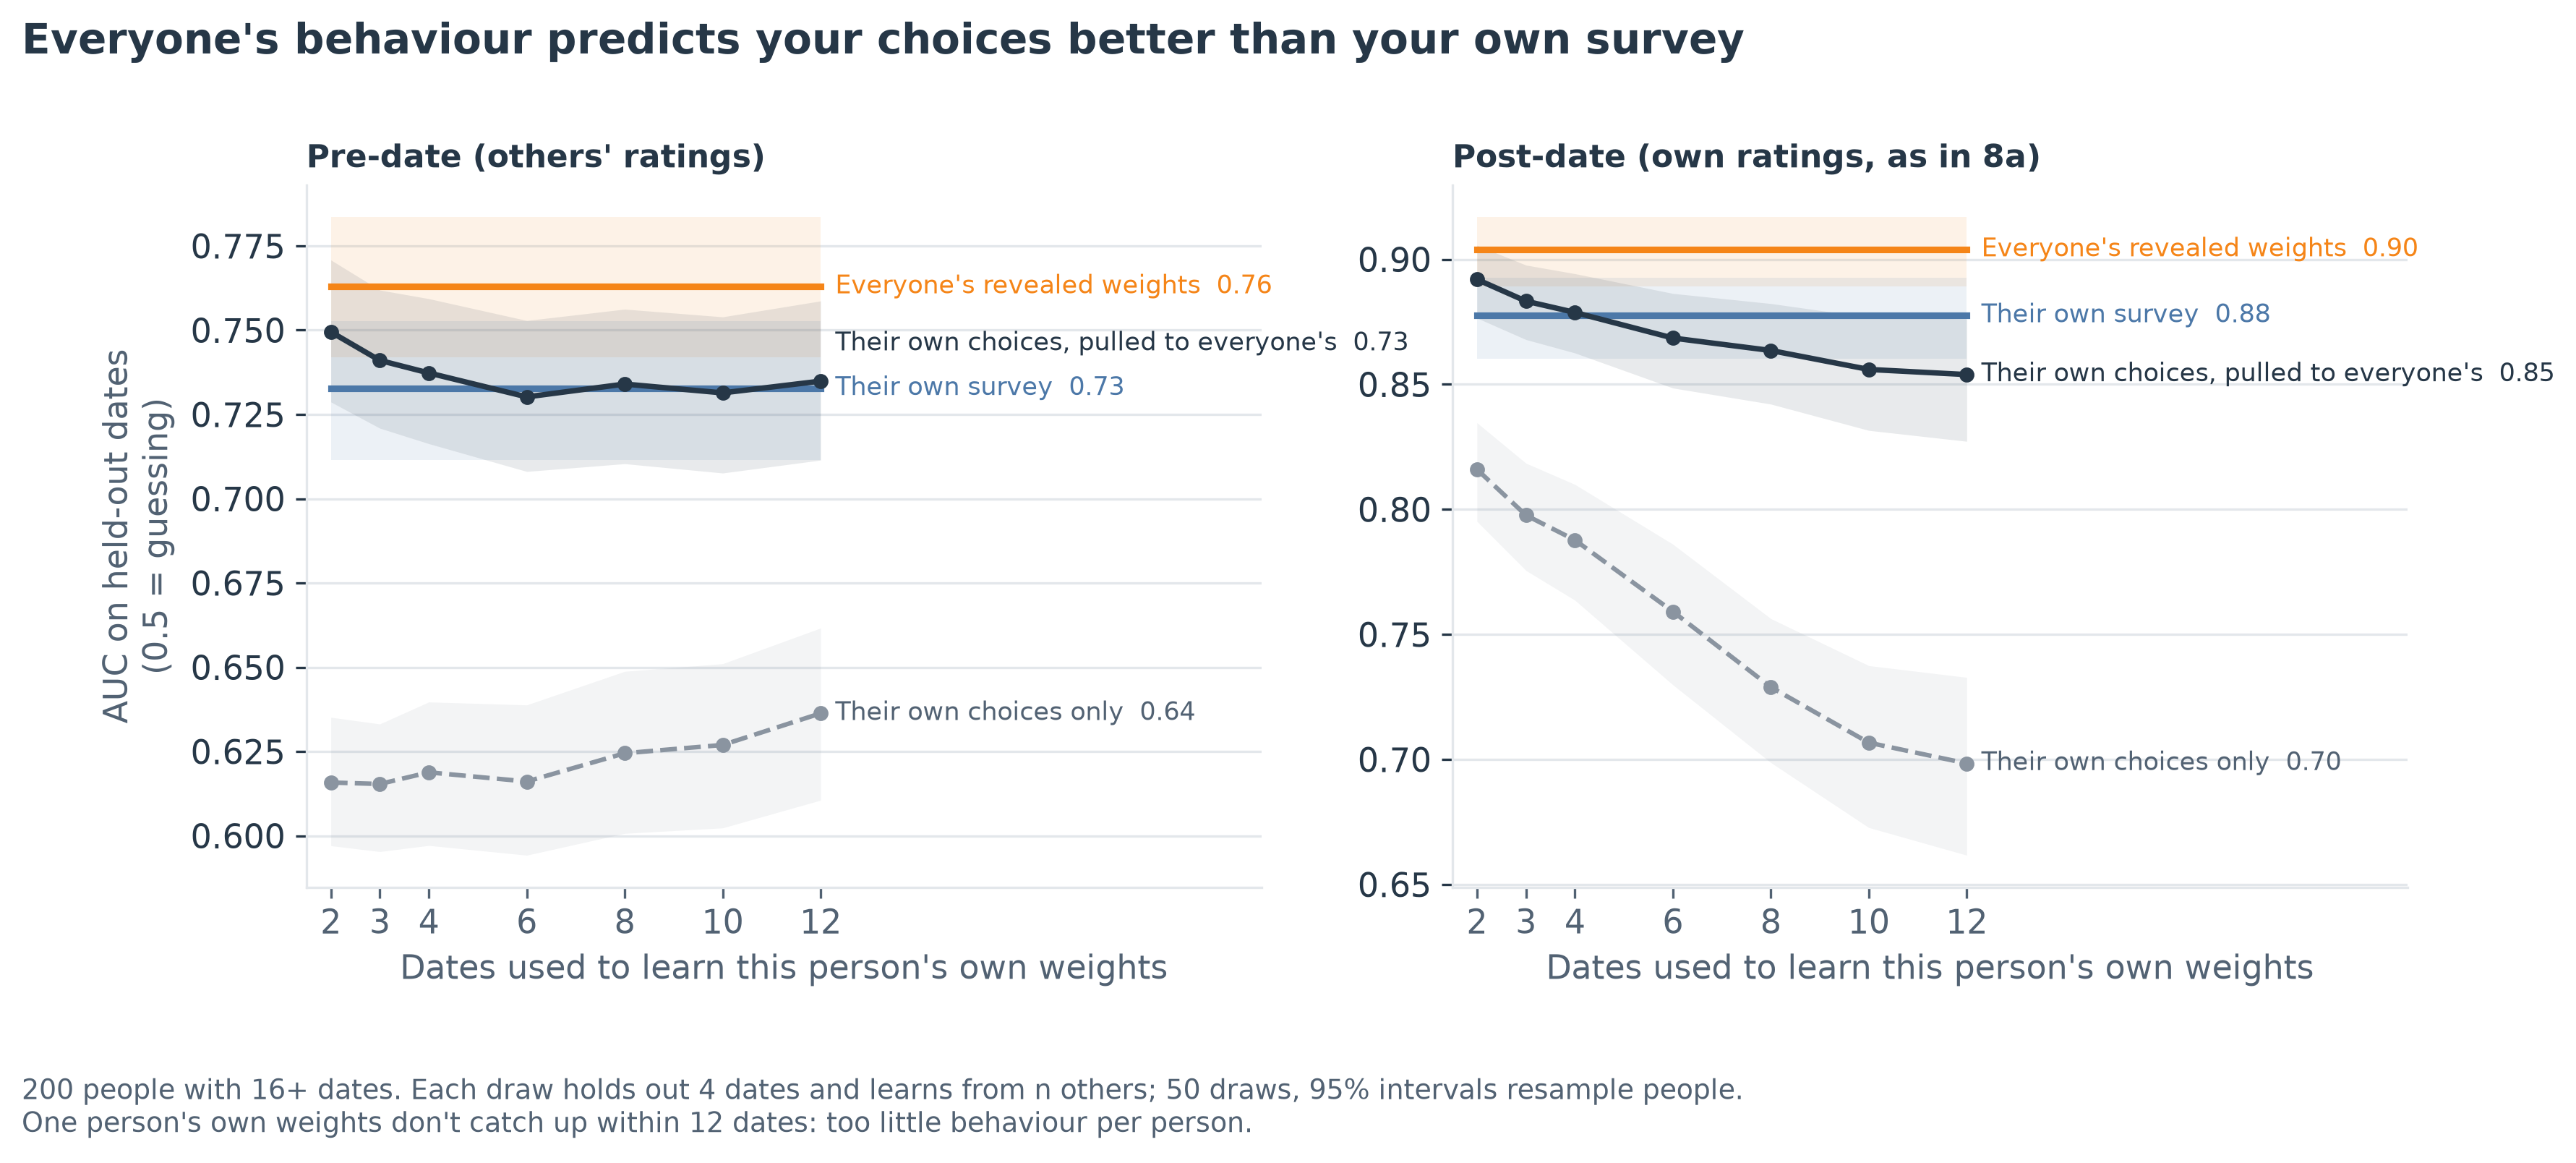 Everyone's behaviour predicts your choices better than your own survey
Pre-date (others' ratings)
AUC on held-out dates
(0.5 = guessing)
0.775
0.750
0.725
0.700
0.675
0.650
0.625
0.600
Everyone's revealed weights 0.76
Their own choices, pulled to everyone's 0.73
Their own survey 0.73
Their own choices only 0.64
2 3 4 6 8 10 12
Dates used to learn this person's own weights
Post-date (own ratings, as in 8a)
0.90
0.85
0.80
0.75
0.70
0.65
Everyone's revealed weights 0.90
Their own survey 0.88
Their own choices, pulled to everyone's 0.85
Their own choices only 0.70
2 3 4 6 8 10 12
Dates used to learn this person's own weights
200 people with 16+ dates. Each draw holds out 4 dates and learns from n others; 50 draws, 95% intervals resample people.
One person's own weights don't catch up within 12 dates: too little behaviour per person.